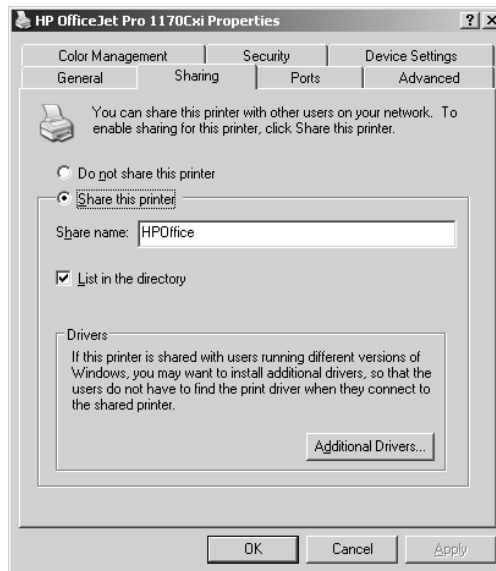 HP OfficeJet Pro 1170Cxi Properties
Color Management
Security
Device Settings
General
Sharing
Ports
Advanced
You can share this printer with other users on your network. To
enable sharing for this printer, click Share this printer.
Do not share this printer
Share this printer
Share name: HPOffice
List in the directory
Drivers
If this printer is shared with users running different versions of
Windows, you may want to install additional drivers, so that the
users do not have to find the print driver when they connect to
the shared printer.
Additional Drivers...
OK
Cancel
Apply